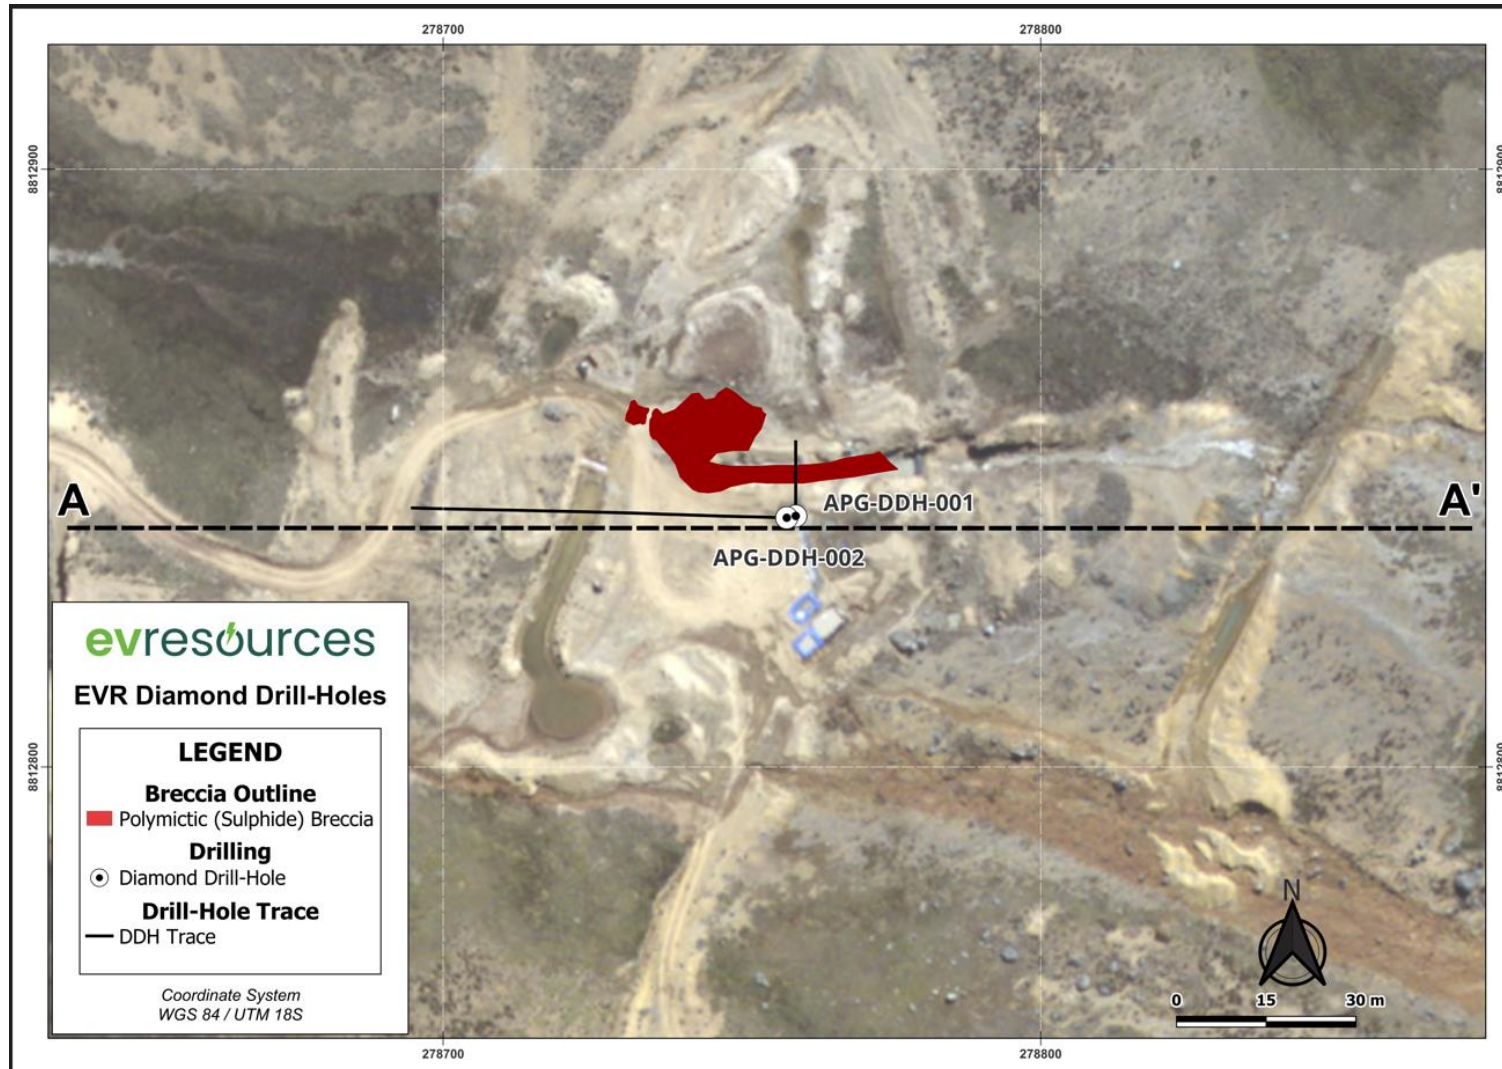 278700
278800
8812900
8812900
A
A'
APG-DDH-001
APG-DDH-002
evresources
EVR Diamond Drill-Holes
LEGEND
Breccia Outline
Polymictic (Sulphide) Breccia
Drilling
Diamond Drill-Hole
Drill-Hole Trace
DDH Trace
Coordinate System
WGS 84 / UTM 18S
8812800
8812800
N
0 15 30 m
278700
278800